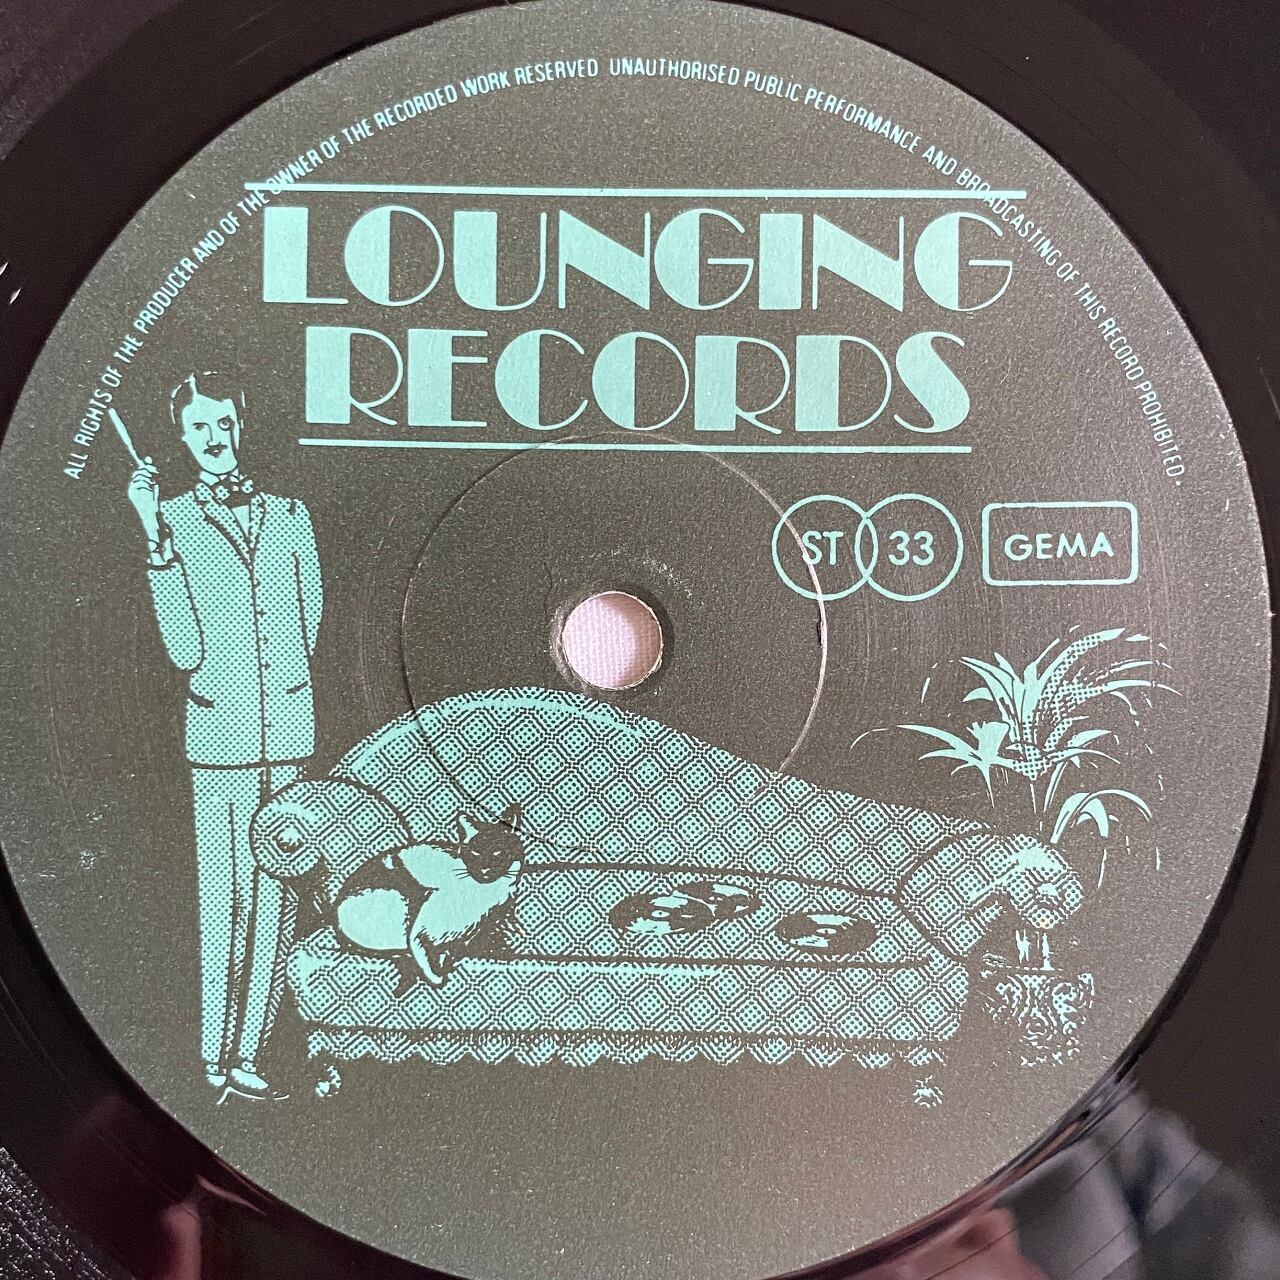 ALL RIGHTS OF THE PRODUCER AND OF THE OWNER OF THE RECORDED WORK RESERVED UNAUTHORISED PUBLIC PERFORMANCE AND BROADCASTING OF THIS RECORD PROHIBITED.
LOUNGING
RECORDS
ST 33 GEMA